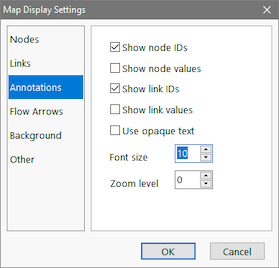 Map Display Settings
Nodes
Links
Annotations
Flow Arrows
Background
Other
Show node IDs
Show node values
Show link IDs
Show link values
Use opaque text
Font size 10
Zoom level 0
OK Cancel